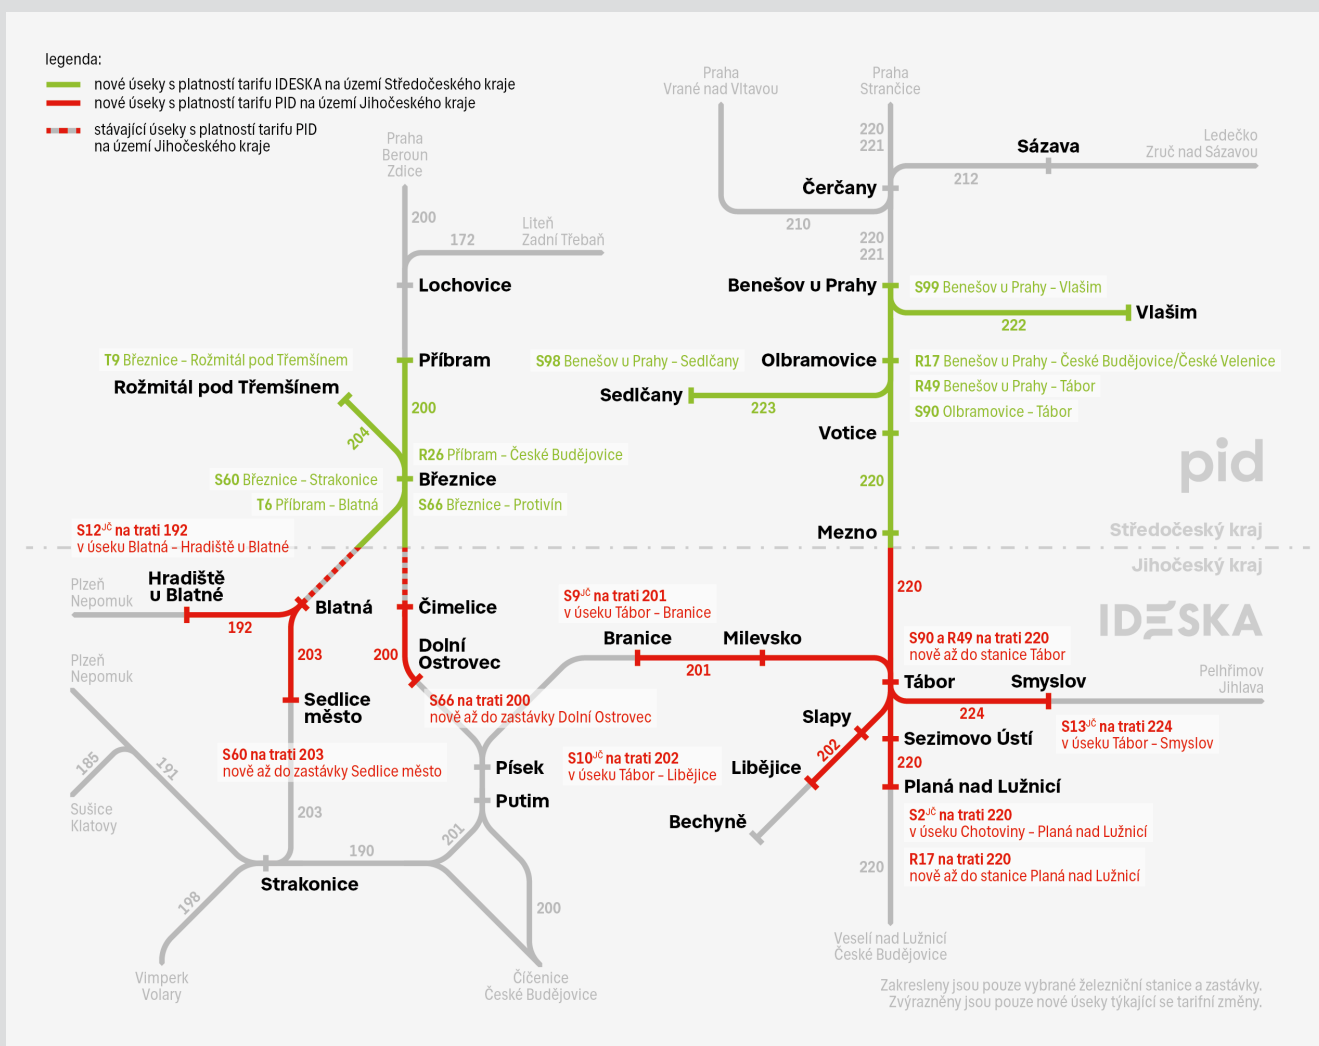 legenda:
nové úseky s platností tarifu IDESKA na území Středočeského kraje
nové úseky s platností tarifu PID na území Jihočeského kraje
stávající úseky s platností tarifu PID
na území Jihočeského kraje
Praha
Vrané nad Vltavou
Praha
Strančice
Praha
Beroun
Zdice
220
221
Sázava
Ledečko
Zruč nad Sázavou
212
Čerčany
200
172
Liteň
Zadní Třebaň
210
220
221
Lochovice
Benešov u Prahy
S99 Benešov u Prahy – Vlašim
Vlašim
222
T9 Březnice – Rožmitál pod Třemšínem
Příbram
S98 Benešov u Prahy – Sedlčany
Olbramovice
R17 Benešov u Prahy – České Budějovice/České Velenice
Rožmitál pod Třemšínem
R49 Benešov u Prahy – Tábor
Sedlčany
223
S90 Olbramovice – Tábor
200
204
Votice
R26 Příbram – České Budějovice
pid
S60 Březnice – Strakonice
Březnice
220
T6 Příbram – Blatná
S66 Březnice – Protivín
S12JČ na trati 192
v úseku Blatná – Hradiště u Blatné
Mezno
Středočeský kraj
Jihočeský kraj
Plzeň
Nepomuk
Hradiště
u Blatné
192
Blatná
Čimelice
220
S9JČ na trati 201
v úseku Tábor – Branice
IDESKA
Branice
Milevsko
201
S90 a R49 na trati 220
nově až do stanice Tábor
203
200
Dolní
Ostrovec
Plzeň
Nepomuk
Tábor
Smyslov
Pelhřimov
Jihlava
224
Sedlice
město
S66 na trati 200
nově až do zastávky Dolní Ostrovec
Slapy
S13JČ na trati 224
v úseku Tábor – Smyslov
Sezimovo Ústí
202
220
S60 na trati 203
nově až do zastávky Sedlice město
S10JČ na trati 202
v úseku Tábor – Libějice
Libějice
185
191
Písek
Planá nad Lužnicí
Putim
Sušice
Klatovy
203
Bechyně
S2JČ na trati 220
v úseku Chotoviny – Planá nad Lužnicí
201
190
R17 na trati 220
nově až do stanice Planá nad Lužnicí
220
Strakonice
198
200
Veselí nad Lužnicí
České Budějovice
Vimperk
Volary
Číčenice
České Budějovice
Zakresleny jsou pouze vybrané železniční stanice a zastávky.
Zvýrazněny jsou pouze nové úseky týkající se tarifní změny.